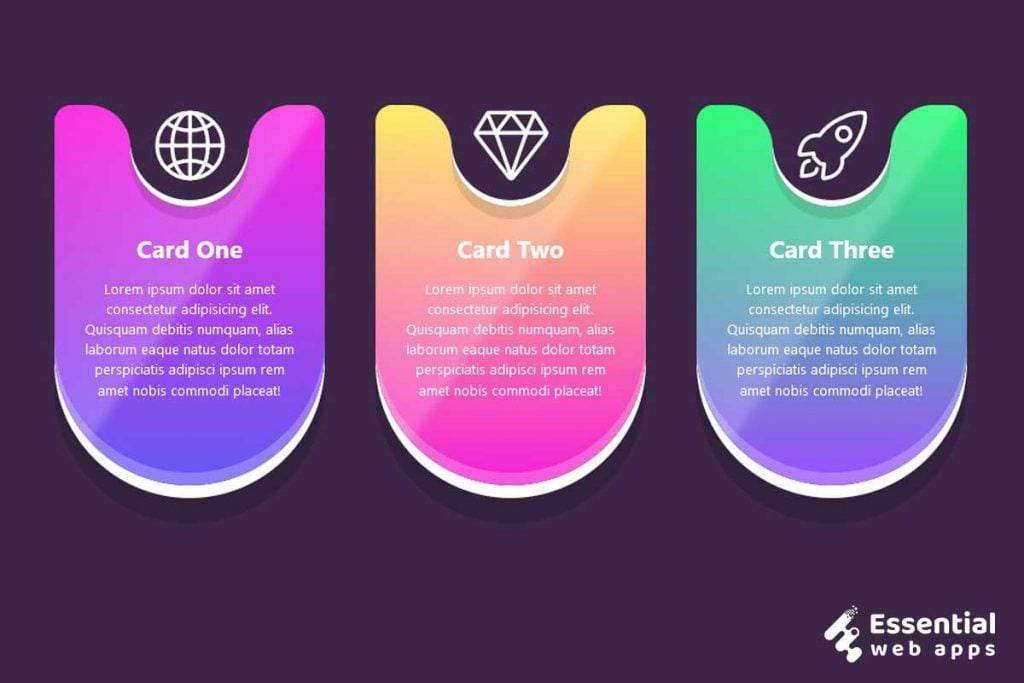 Card One
Lorem ipsum dolor sit amet
consectetur adipisicing elit.
Quisquam debitis numquam, alias
laborum eaque natus dolor totam
perspiciatis adipisci ipsum rem
amet nobis commodi placeat!
Card Two
Lorem ipsum dolor sit amet
consectetur adipisicing elit.
Quisquam debitis numquam, alias
laborum eaque natus dolor totam
perspiciatis adipisci ipsum rem
amet nobis commodi placeat!
Card Three
Lorem ipsum dolor sit amet
consectetur adipisicing elit.
Quisquam debitis numquam, alias
laborum eaque natus dolor totam
perspiciatis adipisci ipsum rem
amet nobis commodi placeat!
Essential
web apps